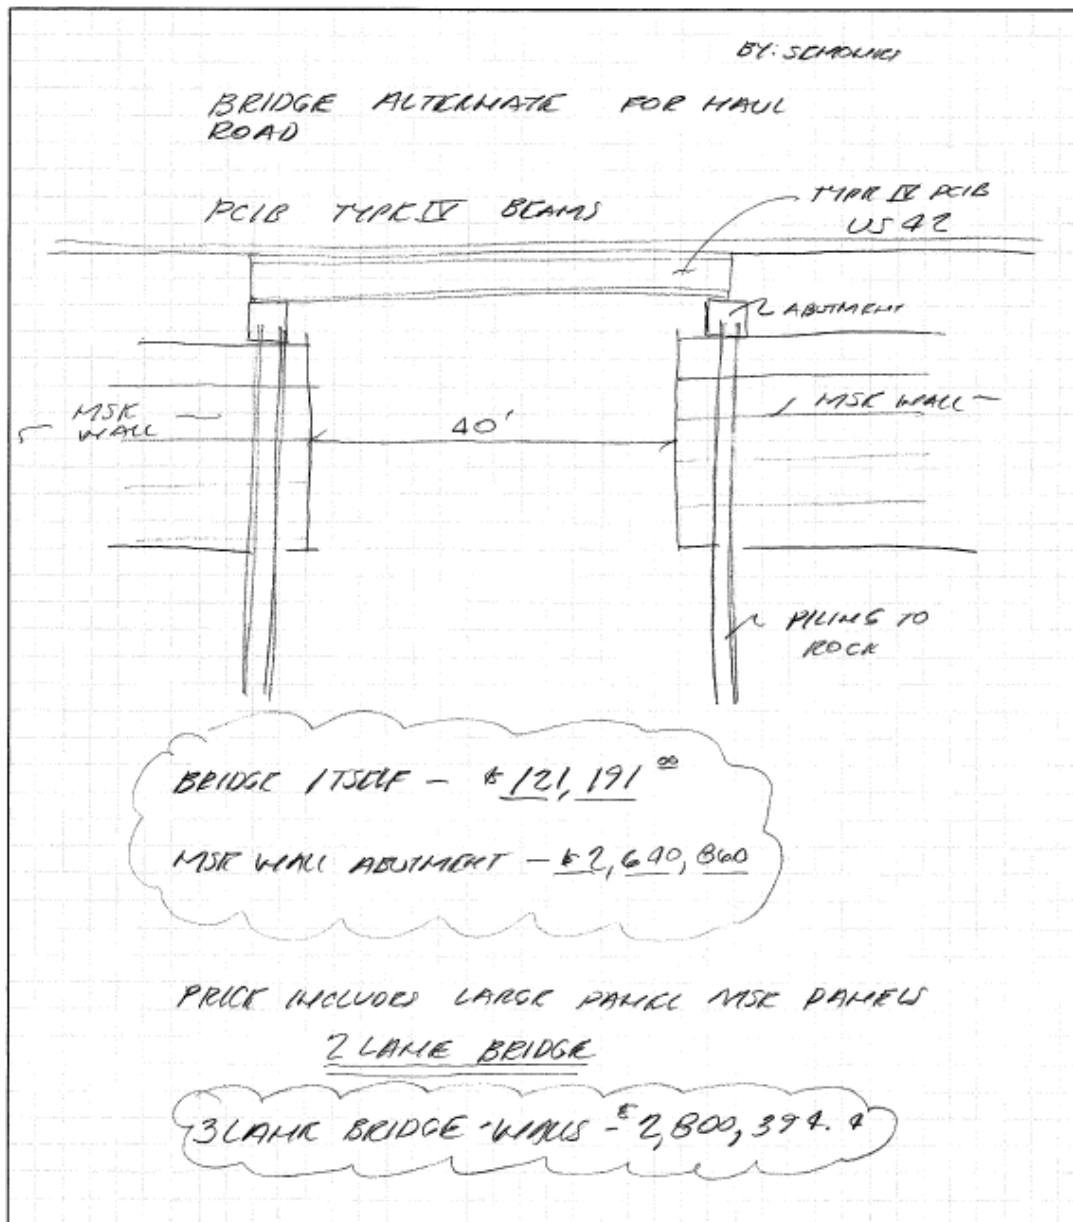 BY:
BRIDGE ALTERNATE FOR HAUL
ROAD
PCIB TYPE IV BEAMS
TYPE IV PCIB
US 42
ABUTMENT
MSE
WALL
40'
MSE WALL
PILING TO
ROCK
BRIDGE ITSELF - $ 121,191 00
MSE WALL ABUTMENT - $2,640,860
PRICE INCLUDES LARGE PANEL MSE PANELS
2 LANE BRIDGE
3 LANE BRIDGE - WALLS - $2,800,394.